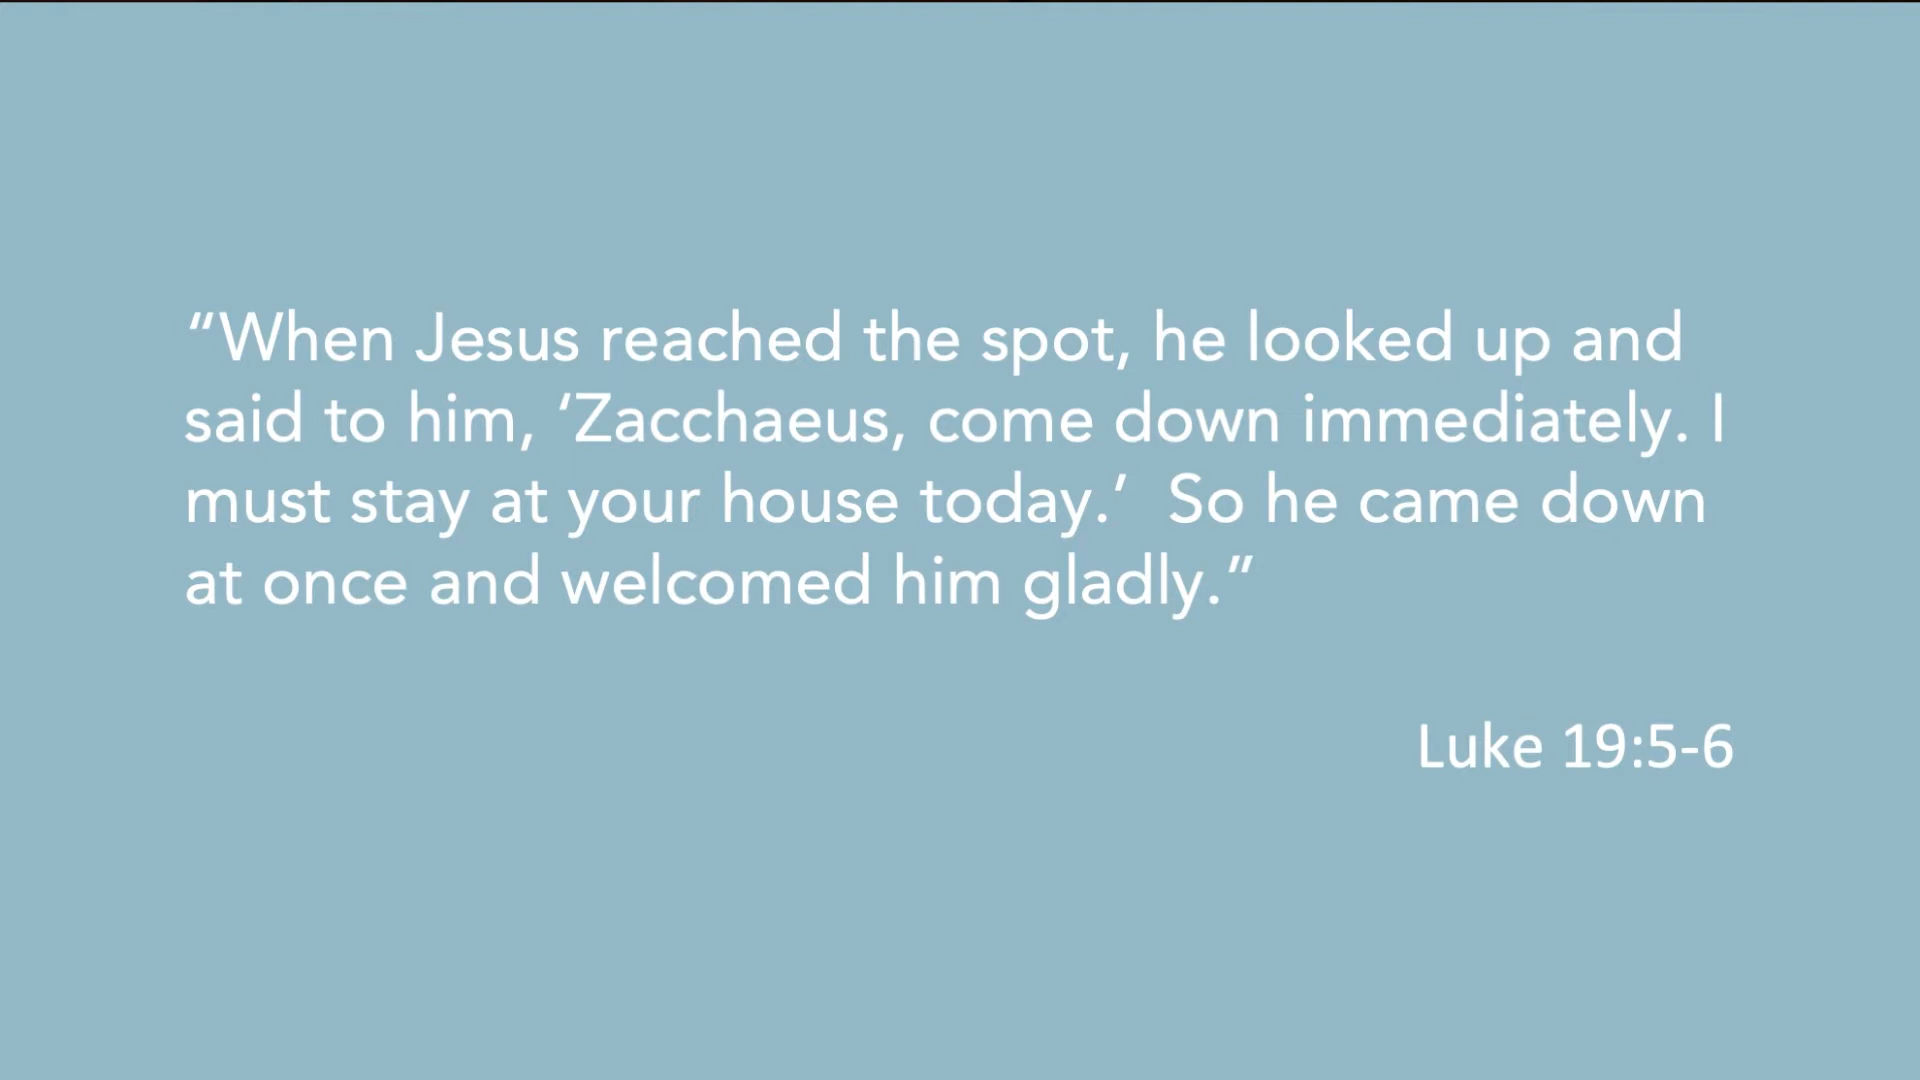 “When Jesus reached the spot, he looked up and
said to him, ‘Zacchaeus, come down immediately. I
must stay at your house today.’  So he came down
at once and welcomed him gladly.”
Luke 19:5-6